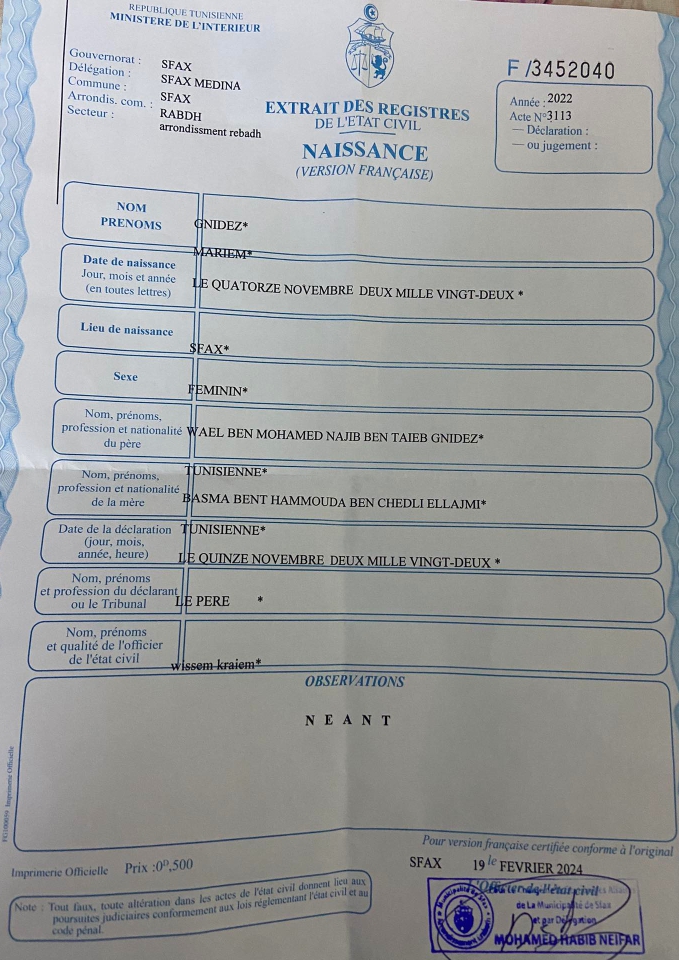 REPUBLIQUE TUNISIENNE
MINISTERE DE L'INTERIEUR
Gouvernorat : SFAX
Délégation : SFAX MEDINA
Commune : SFAX
Arrondis. com. : RABDH
Secteur : arrondissment rebadh
EXTRAIT DES REGISTRES
DE L'ETAT CIVIL
NAISSANCE
(VERSION FRANÇAISE)
F /3452040
Année : 2022
Acte N° 3113
— Déclaration :
— ou jugement :
NOM
PRENOMS
GNIDEZ*
MARIEM*
Date de naissance
Jour, mois et année
(en toutes lettres)
LE QUATORZE NOVEMBRE DEUX MILLE VINGT-DEUX *
Lieu de naissance
SFAX*
Sexe
FEMININ*
Nom, prénoms,
profession et nationalité
du père
WAEL BEN MOHAMED NAJIB BEN TAIEB GNIDEZ*
TUNISIENNE*
Nom, prénoms,
profession et nationalité
de la mère
BASMA BENT HAMMOUDA BEN CHEDLI ELLAJMI*
TUNISIENNE*
Date de la déclaration
(jour, mois,
année, heure)
LE QUINZE NOVEMBRE DEUX MILLE VINGT-DEUX *
Nom, prénoms
et profession du déclarant
ou le Tribunal
LE PERE *
Nom, prénoms
et qualité de l'officier
de l'état civil
wissem kraiem*
OBSERVATIONS
N E A N T
Pour version française certifiée conforme à l'original
SFAX 19 le FEVRIER 2024
L'Officier de l'état civil
de La Municipalité de Sfax
et par Délégation
MOHAMED HABIB NEIFAR
Imprimerie Officielle Prix :0ᴰ,500
Note : Tout faux, toute altération dans les actes de l'état civil donnent lieu aux
poursuites judiciaires conformement aux lois réglementant l'état civil et au
code pénal.
Imprimerie Officielle